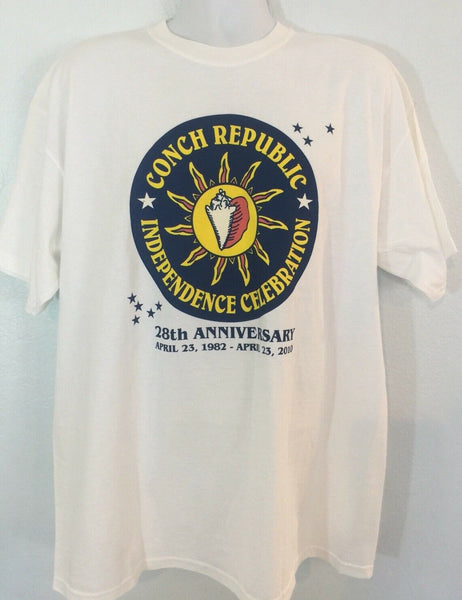 CONCH REPUBLIC
INDEPENDENCE CELEBRATION
28th ANNIVERSARY
APRIL 23, 1982 - APRIL 23, 2010